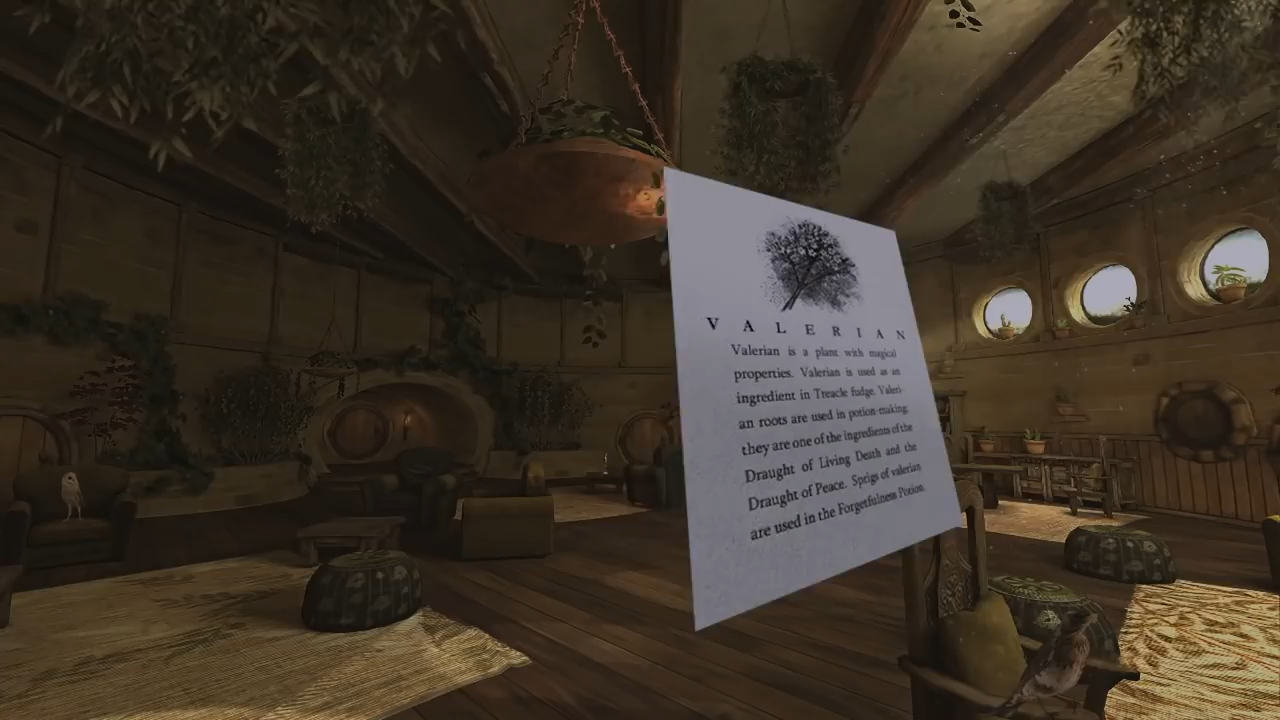 VALERIAN
Valerian is a plant with magical
properties. Valerian is used as an
ingredient in Treacle fudge. Valeri-
an roots are used in potion-making;
they are one of the ingredients of the
Draught of Living Death and the
Draught of Peace. Sprigs of valerian
are used in the Forgetfulness Potion.